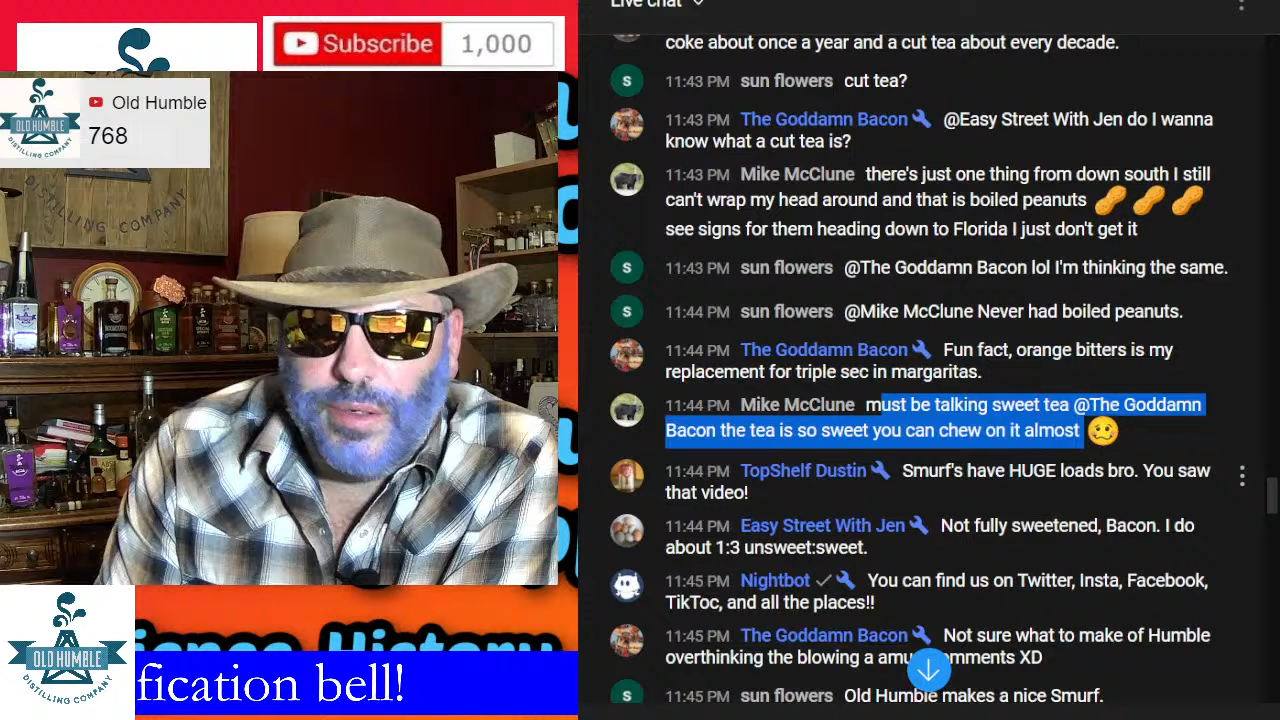 Subscribe 1,000
OLD HUMBLE
DISTILLING COMPANY
Old Humble
768
DISTILLING COMPANY
OLD HUMBLE
DISTILLING COMPANY
ience History
fication bell!
Live chat
coke about once a year and a cut tea about every decade.
S 11:43 PM sun flowers cut tea?
11:43 PM The Goddamn Bacon @Easy Street With Jen do I wanna
know what a cut tea is?
11:43 PM Mike McClune there's just one thing from down south I still
can't wrap my head around and that is boiled peanuts 🥜 🥜 🥜
see signs for them heading down to Florida I just don't get it
S 11:43 PM sun flowers @The Goddamn Bacon lol I'm thinking the same.
S 11:44 PM sun flowers @Mike McClune Never had boiled peanuts.
11:44 PM The Goddamn Bacon Fun fact, orange bitters is my
replacement for triple sec in margaritas.
11:44 PM Mike McClune must be talking sweet tea @The Goddamn
Bacon the tea is so sweet you can chew on it almost 🥴
11:44 PM TopShelf Dustin Smurf's have HUGE loads bro. You saw
that video!
11:44 PM Easy Street With Jen Not fully sweetened, Bacon. I do
about 1:3 unsweet:sweet.
11:45 PM Nightbot ✓ You can find us on Twitter, Insta, Facebook,
TikToc, and all the places!!
11:45 PM The Goddamn Bacon Not sure what to make of Humble
overthinking the blowing a amu omments XD
S 11:45 PM sun flowers Old Humble makes a nice Smurf.